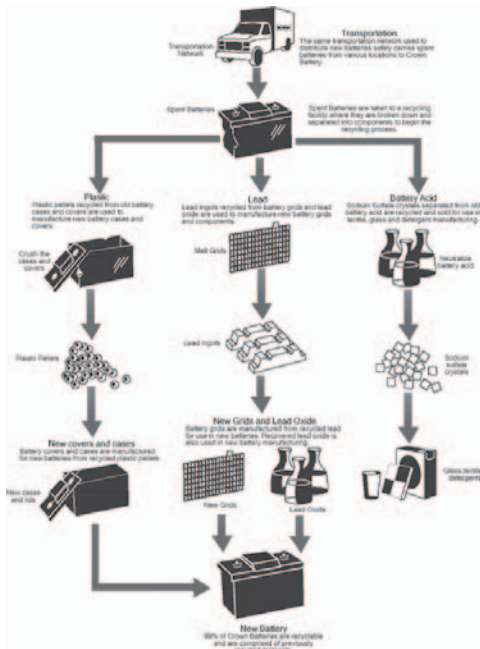 Transportation
The same transportation network used to
distribute new batteries safely carries spent
batteries from various locations to Crown
Battery.
Transportation
Network
Spent Batteries
Spent Batteries are taken to a recycling
facility where they are broken down and
separated into components to begin the
recycling process.
Plastic
Plastic pellets recycled from old battery
cases and covers are used to
manufacture new battery cases and
covers.
Crush the
cases and
covers
Plastic Pellets
New covers and cases
Battery covers and cases are manufactured
for new batteries from recycled plastic pellets
New cases
and lids
Lead
Lead ingots recycled from battery grids and lead
oxide are used to manufacture new battery grids
and components.
Melt Grids
Lead Ingots
New Grids and Lead Oxide
Battery grids are manufactured from recycled lead
for use in new batteries. Recovered lead oxide is
also used in new battery manufacturing.
New Grids
Lead Oxide
Battery Acid
Sodium Sulfate crystals separated from old
battery acid are recycled and sold for use in
textile, glass and detergent manufacturing.
Neutralize
battery acid
Sodium
sulfate
crystals
Glass, textile
detergents
New Battery
99% of Crown Batteries are recyclable
and are comprised of previously